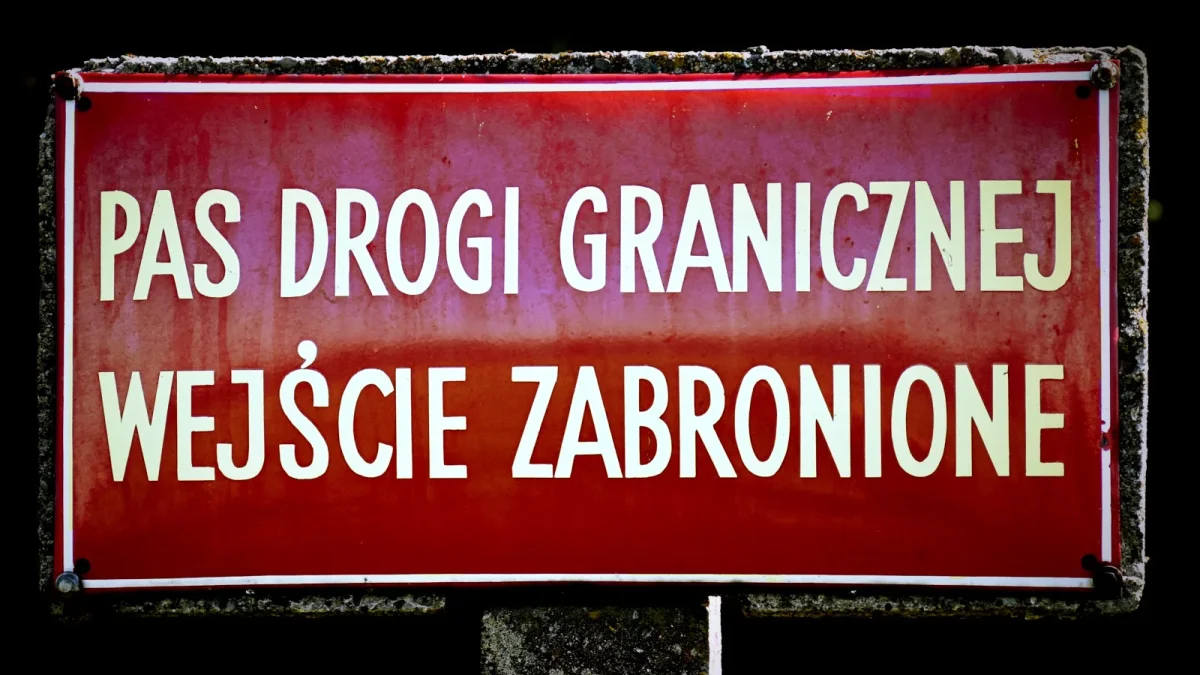 PAS DROGI GRANICZNEJ
WEJŚCIE ZABRONIONE